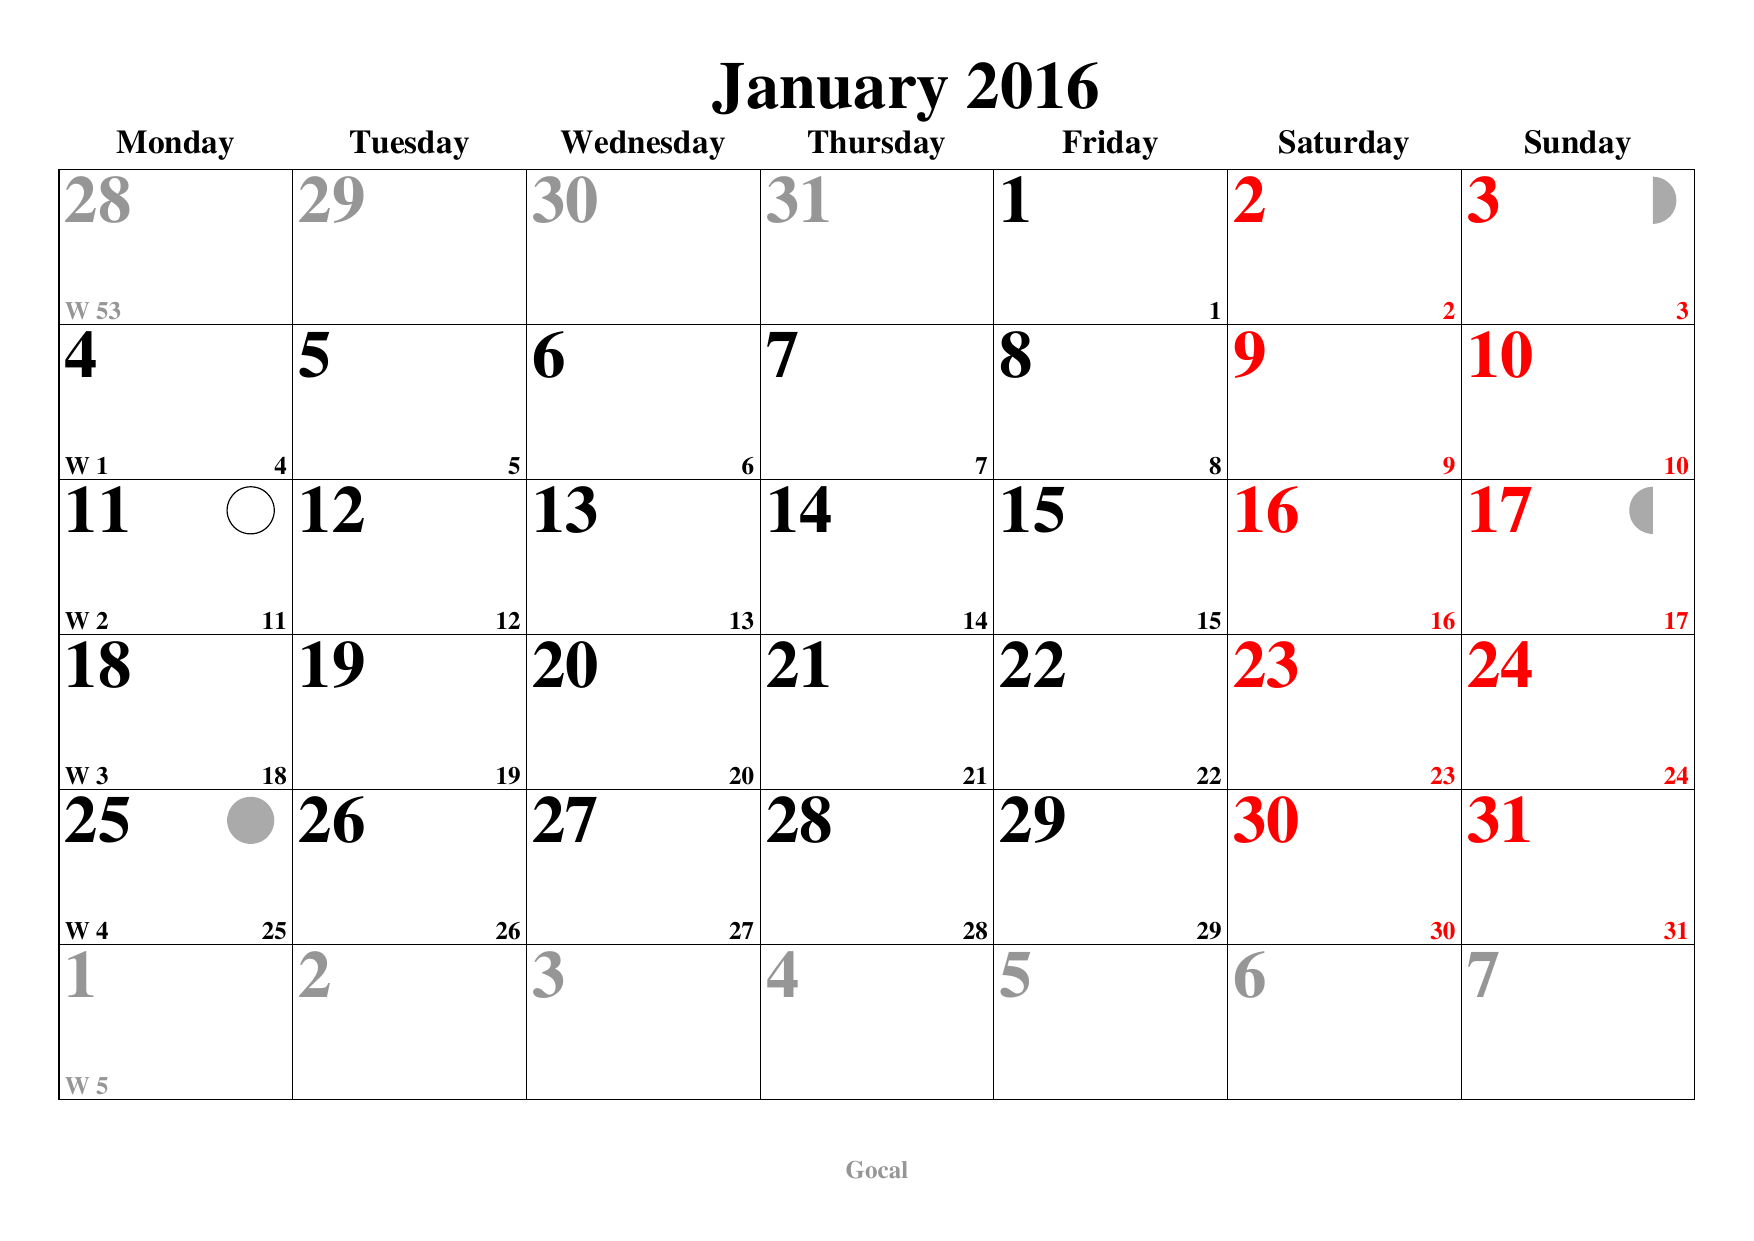 January 2016
Monday Tuesday Wednesday Thursday Friday Saturday Sunday
28 29 30 31 1 2 3
W 53 1 2 3
4 5 6 7 8 9 10
W 1 4 5 6 7 8 9 10
11 12 13 14 15 16 17
W 2 11 12 13 14 15 16 17
18 19 20 21 22 23 24
W 3 18 19 20 21 22 23 24
25 26 27 28 29 30 31
W 4 25 26 27 28 29 30 31
1 2 3 4 5 6 7
W 5
Gocal